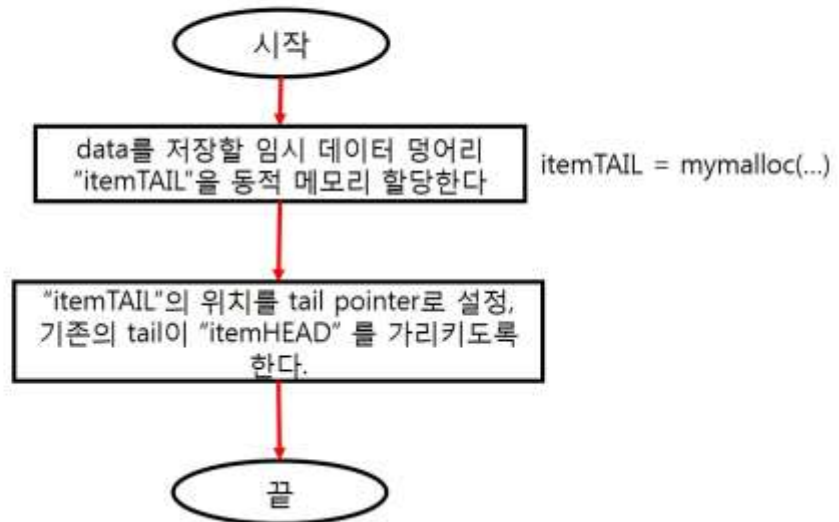 시작
data를 저장할 임시 데이터 덩어리
“itemTAIL”을 동적 메모리 할당한다
itemTAIL = mymalloc(...)
“itemTAIL”의 위치를 tail pointer로 설정,
기존의 tail이 “itemHEAD” 를 가리키도록
한다.
끝